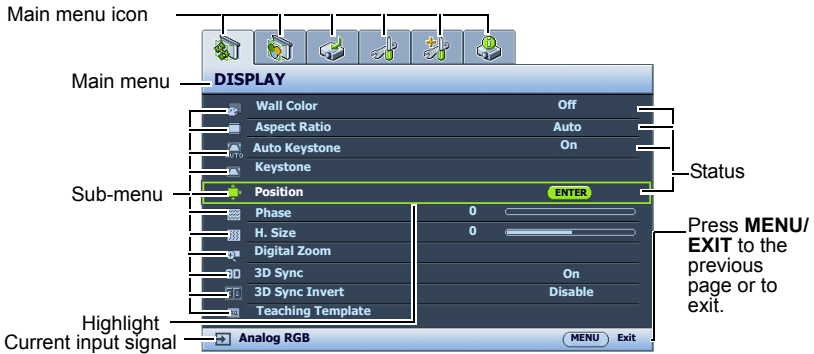 Main menu icon
Main menu
DISPLAY
Wall Color Off
Aspect Ratio Auto
AUTO
Auto Keystone On
Keystone
Status
Sub-menu
Position ENTER
Phase 0
H. Size 0
Digital Zoom
3D 3D Sync On
3D Sync Invert Disable
Teaching Template
Press MENU/
EXIT to the
previous
page or to
exit.
Highlight
Current input signal
Analog RGB
MENU Exit